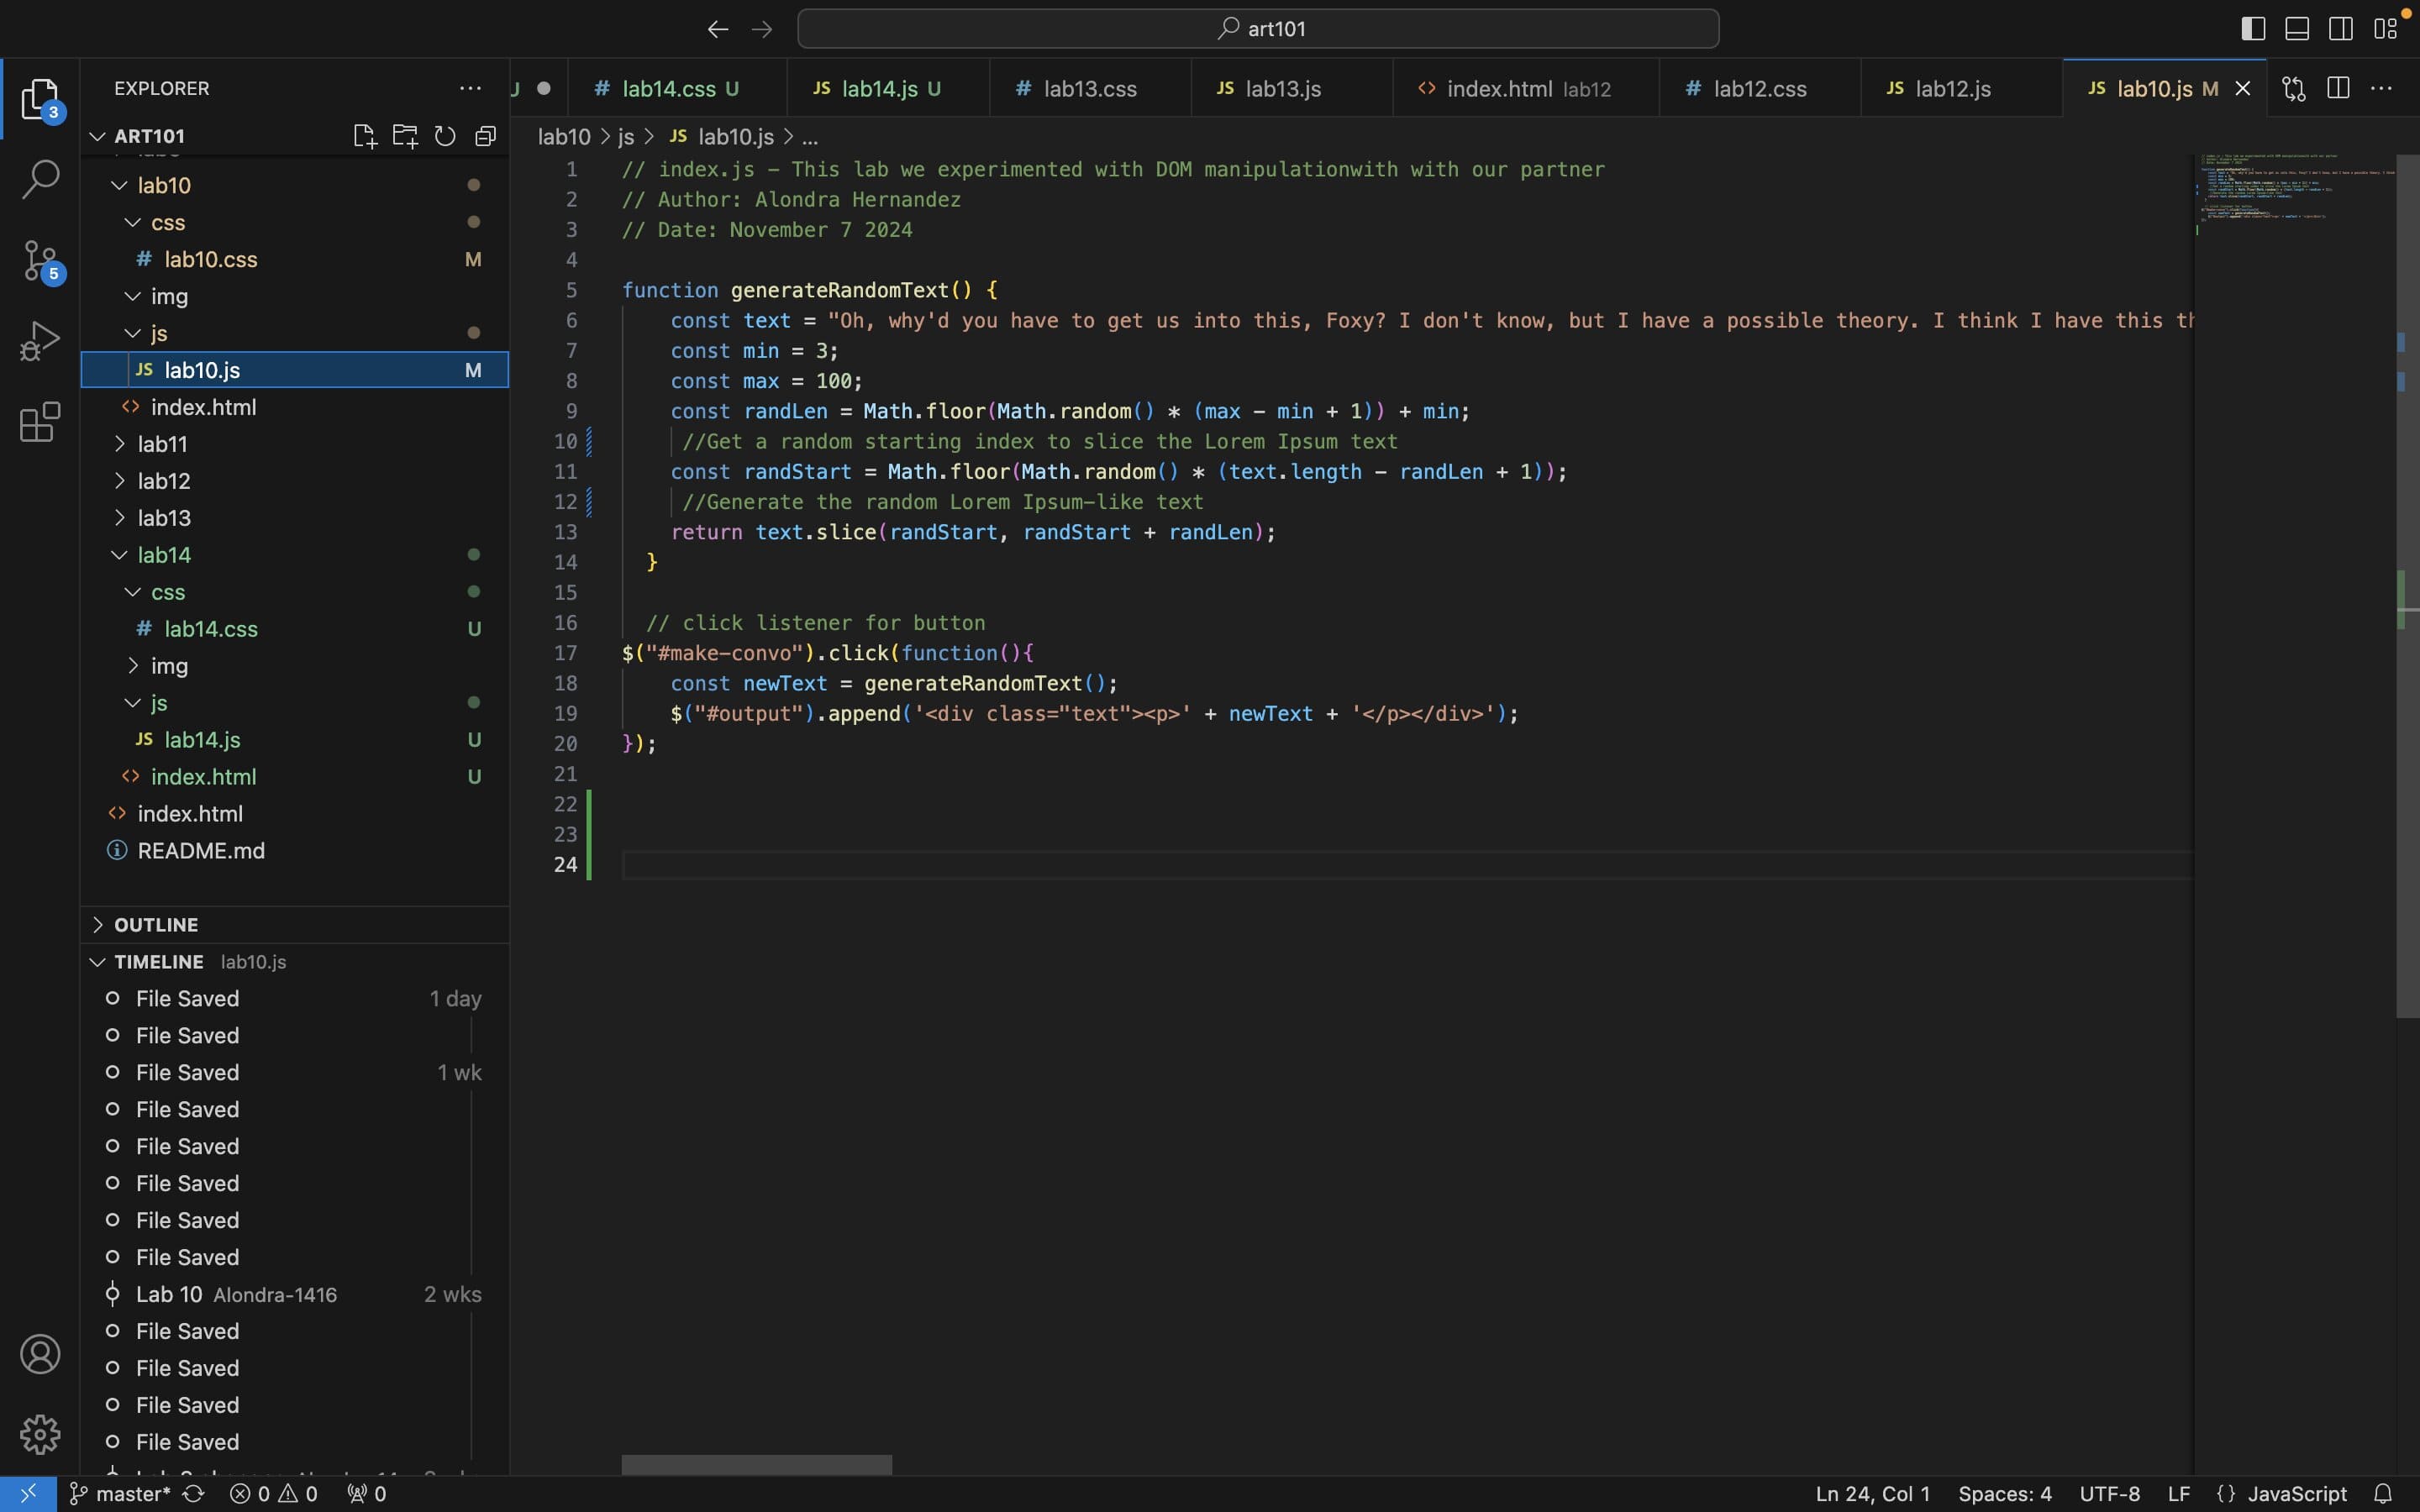 art101
EXPLORER
lab14.css U
JS lab14.js U
# lab13.css
JS lab13.js
<> index.html lab12
# lab12.css
JS lab12.js
JS lab10.js M
3
ART101
lab10
css
# lab10.css M
img
js
JS lab10.js M
<> index.html
lab11
lab12
lab13
lab14
css
# lab14.css U
img
js
JS lab14.js U
<> index.html U
<> index.html
README.md
5
OUTLINE
TIMELINE lab10.js
File Saved 1 day
File Saved
File Saved 1 wk
File Saved
File Saved
File Saved
File Saved
File Saved
Lab 10 Alondra-1416 2 wks
File Saved
File Saved
File Saved
File Saved
lab10 > js > JS lab10.js > ...
1 // index.js – This lab we experimented with DOM manipulationwith with our partner
2 // Author: Alondra Hernandez
3 // Date: November 7 2024
4
5 function generateRandomText() {
6 const text = "Oh, why'd you have to get us into this, Foxy? I don't know, but I have a possible theory. I think I have this th
7 const min = 3;
8 const max = 100;
9 const randLen = Math.floor(Math.random() * (max - min + 1)) + min;
10 //Get a random starting index to slice the Lorem Ipsum text
11 const randStart = Math.floor(Math.random() * (text.length - randLen + 1));
12 //Generate the random Lorem Ipsum-like text
13 return text.slice(randStart, randStart + randLen);
14 }
15
16 // click listener for button
17 $("#make-convo").click(function(){
18 const newText = generateRandomText();
19 $("#output").append('<div class="text"><p>' + newText + '</p></div>');
20 });
21
22
23
24
master* 0 0 0
Ln 24, Col 1 Spaces: 4 UTF-8 LF {} JavaScript